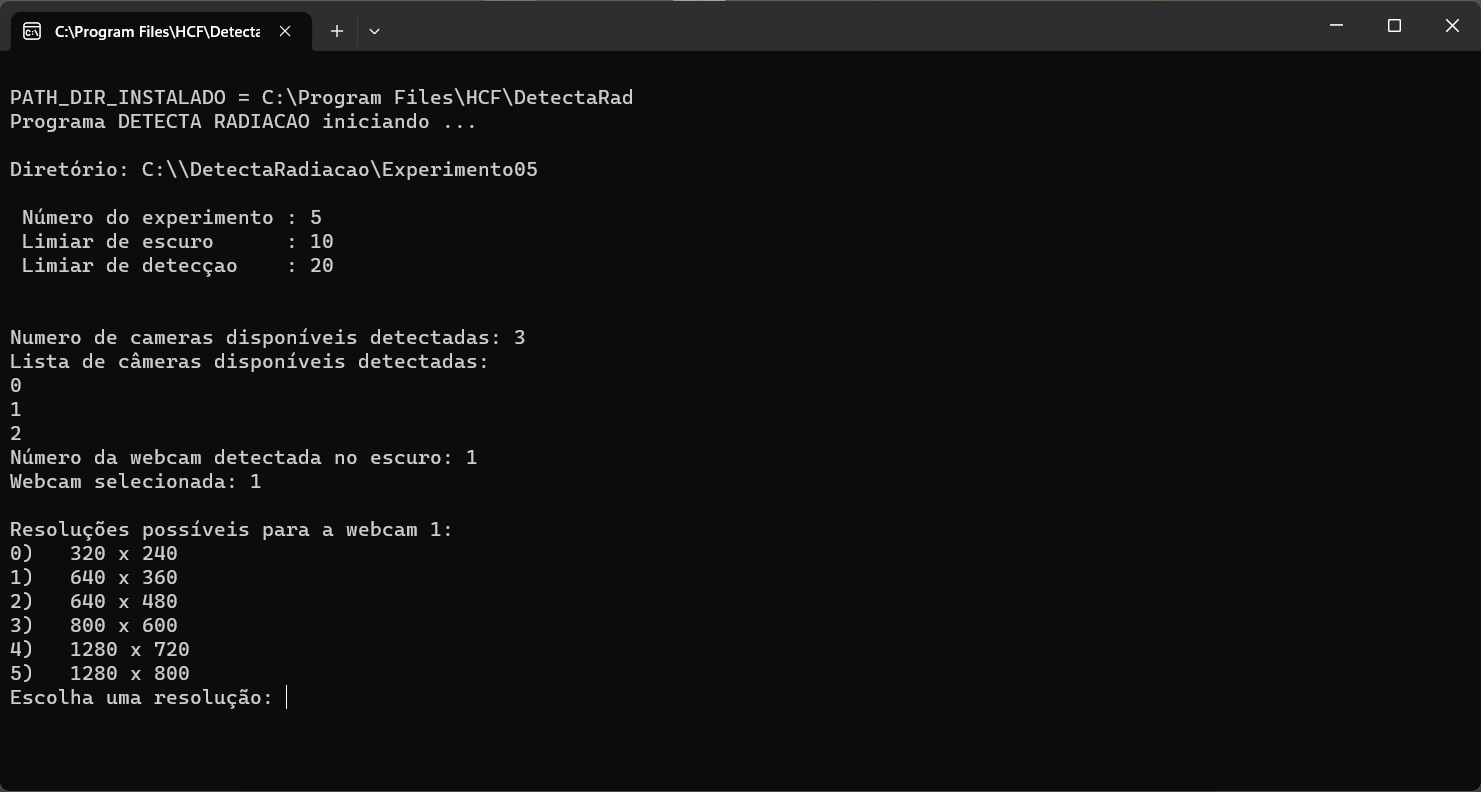 C:\Program Files\HCF\Detecta
PATH_DIR_INSTALADO = C:\Program Files\HCF\DetectaRad
Programa DETECTA RADIACAO iniciando ...
Diretório: C:\\DetectaRadiacao\Experimento05
Número do experimento : 5
Limiar de escuro      : 10
Limiar de detecçao    : 20
Numero de cameras disponíveis detectadas: 3
Lista de câmeras disponíveis detectadas:
0
1
2
Número da webcam detectada no escuro: 1
Webcam selecionada: 1
Resoluções possíveis para a webcam 1:
0)   320 x 240
1)   640 x 360
2)   640 x 480
3)   800 x 600
4)   1280 x 720
5)   1280 x 800
Escolha uma resolução: